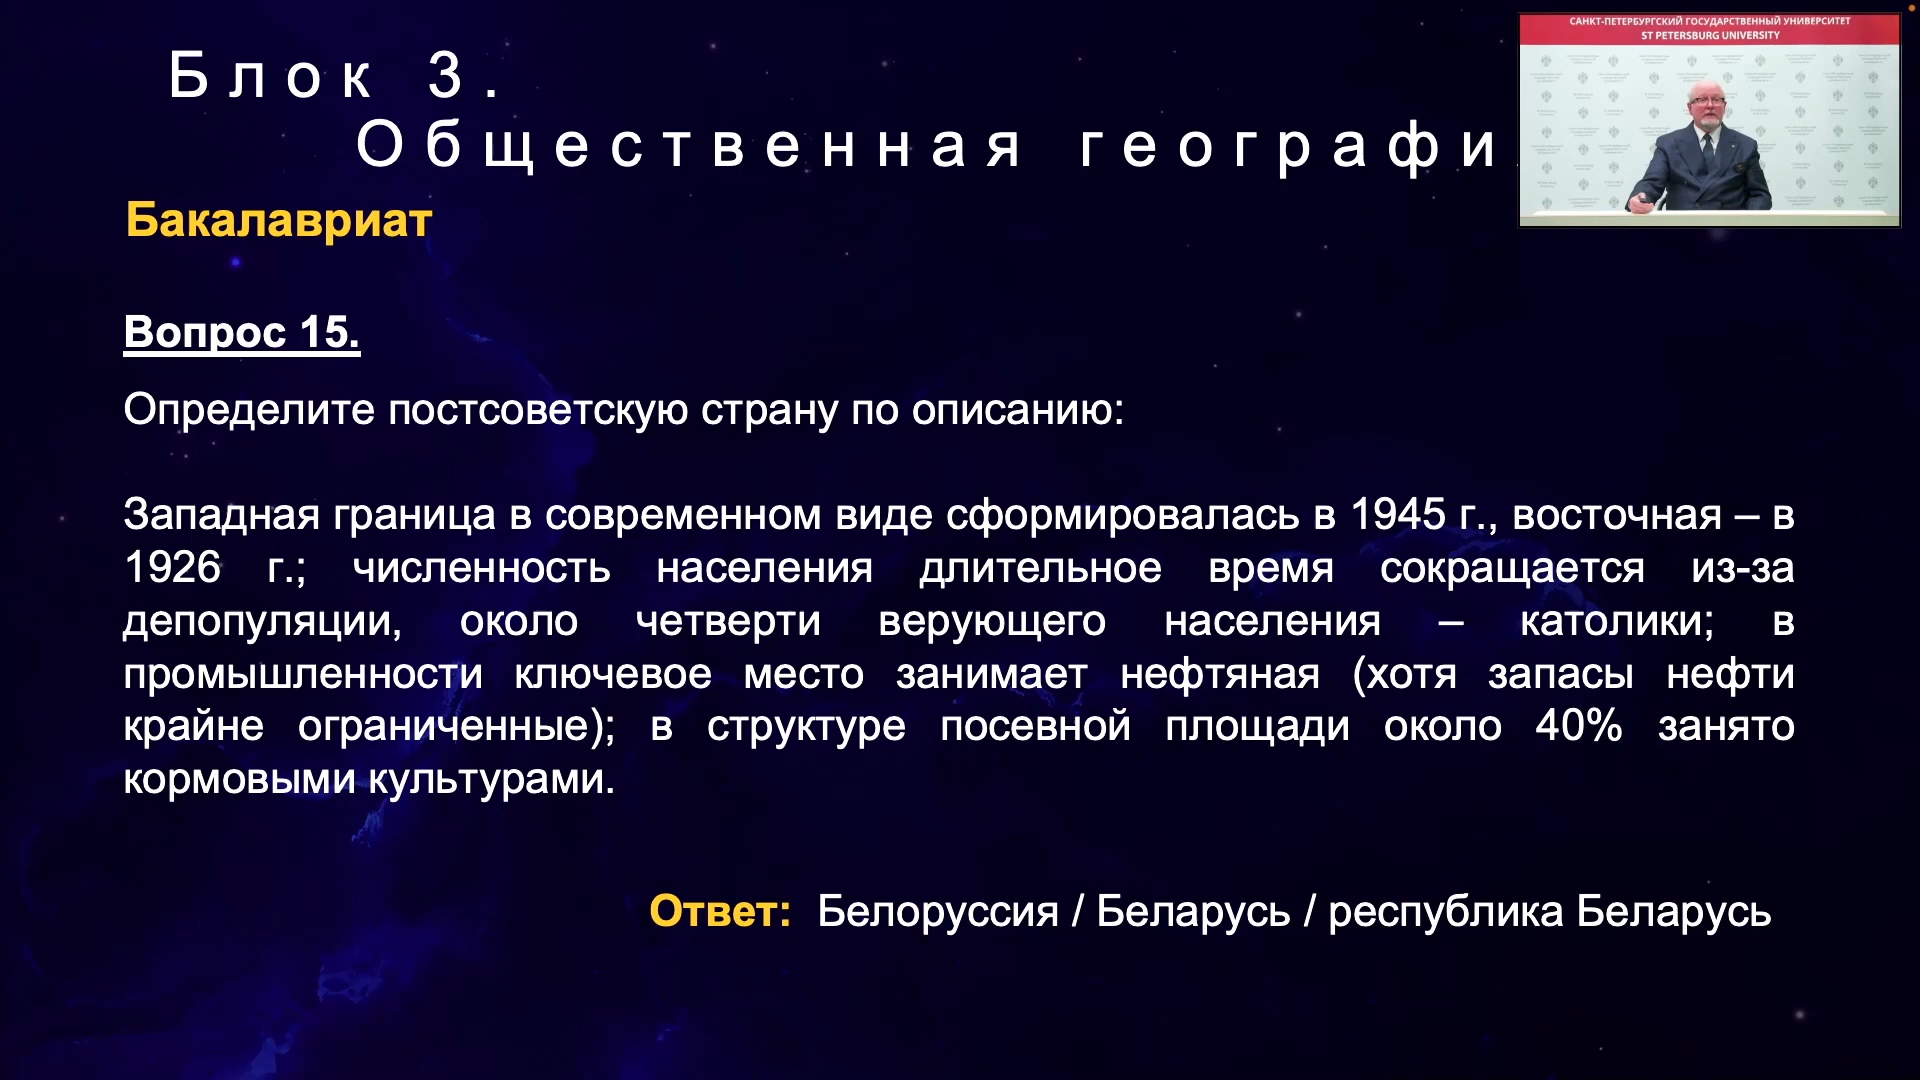 Блок 3.
Общественная географи
САНКТ-ПЕТЕРБУРГСКИЙ ГОСУДАРСТВЕННЫЙ УНИВЕРСИТЕТ
ST PETERSBURG UNIVERSITY
Бакалавриат
Вопрос 15.
Определите постсоветскую страну по описанию:
Западная граница в современном виде сформировалась в 1945 г., восточная – в
1926 г.; численность населения длительное время сокращается из-за
депопуляции, около четверти верующего населения – католики; в
промышленности ключевое место занимает нефтяная (хотя запасы нефти
крайне ограниченные); в структуре посевной площади около 40% занято
кормовыми культурами.
Ответ: Белоруссия / Беларусь / республика Беларусь